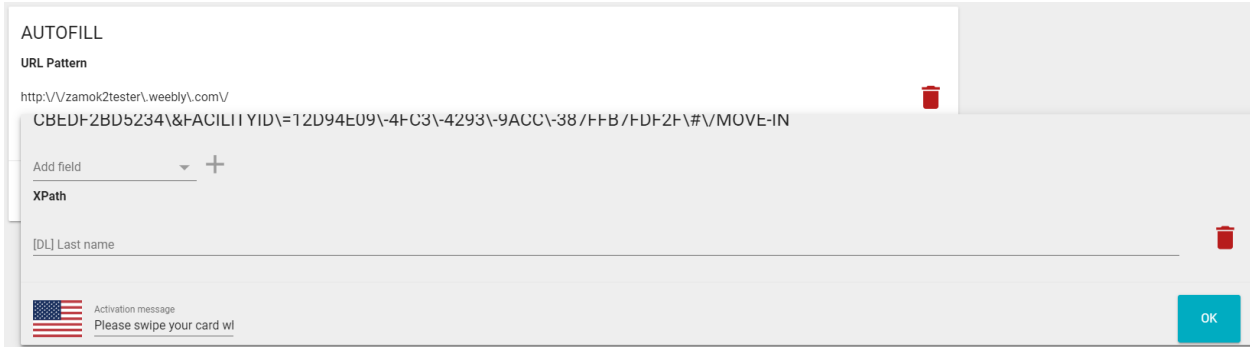 AUTOFILL
URL Pattern
http:\/\/zamok2tester\.weebly\.com\/
CBEDF2BD5234\&FACILITYID\=12D94E09\-4FC3\-4293\-9ACC\-387FFB7FDF2F\#\/MOVE-IN
Add field
XPath
[DL] Last name
Activation message
Please swipe your card wl
OK